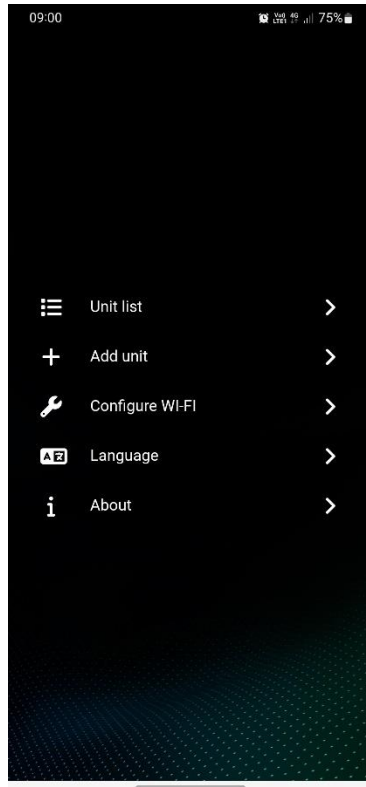 09:00 75%
Unit list
Add unit
Configure WI-FI
Language
About